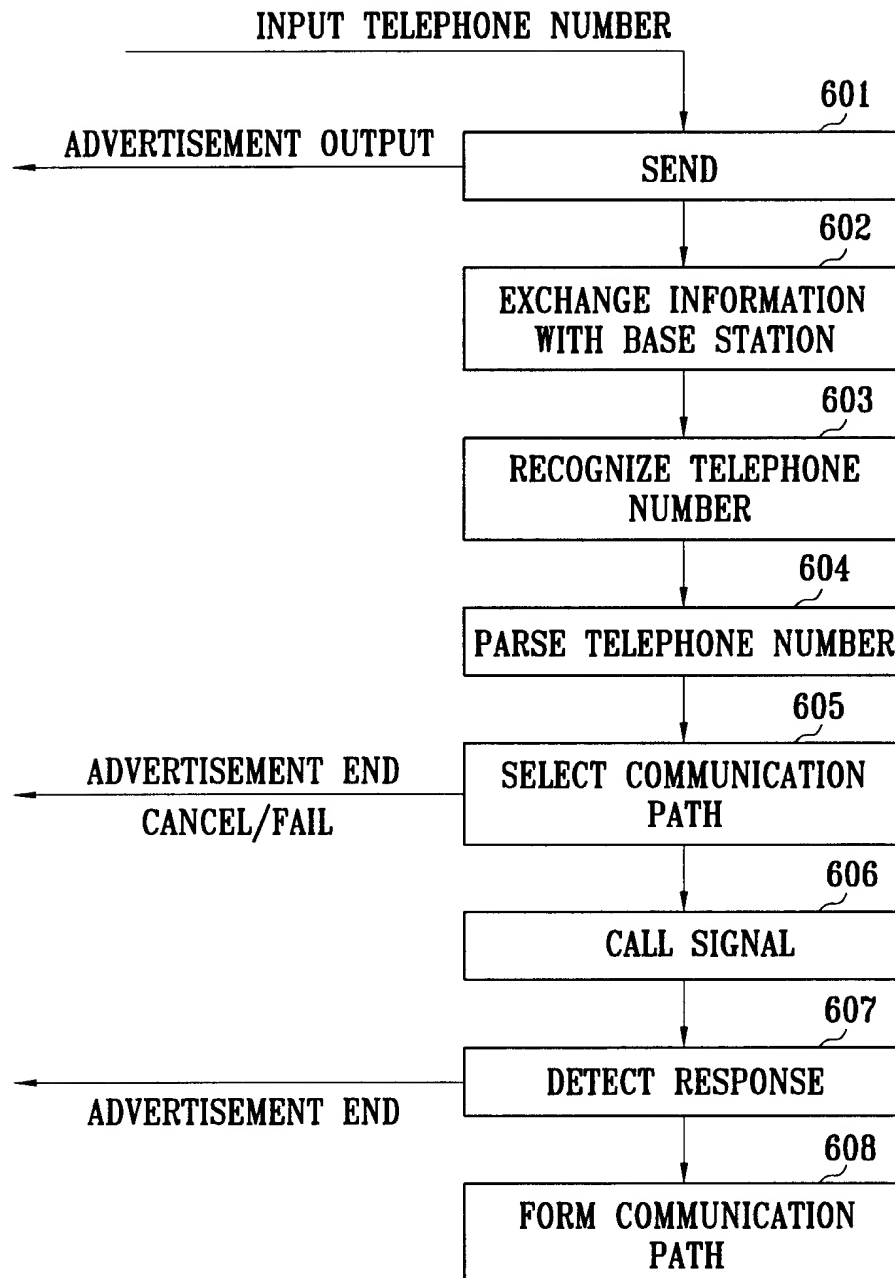 INPUT TELEPHONE NUMBER
601
ADVERTISEMENT OUTPUT
SEND
602
EXCHANGE INFORMATION
WITH BASE STATION
603
RECOGNIZE TELEPHONE
NUMBER
604
PARSE TELEPHONE NUMBER
605
ADVERTISEMENT END
CANCEL/FAIL
SELECT COMMUNICATION
PATH
606
CALL SIGNAL
607
DETECT RESPONSE
ADVERTISEMENT END
608
FORM COMMUNICATION
PATH